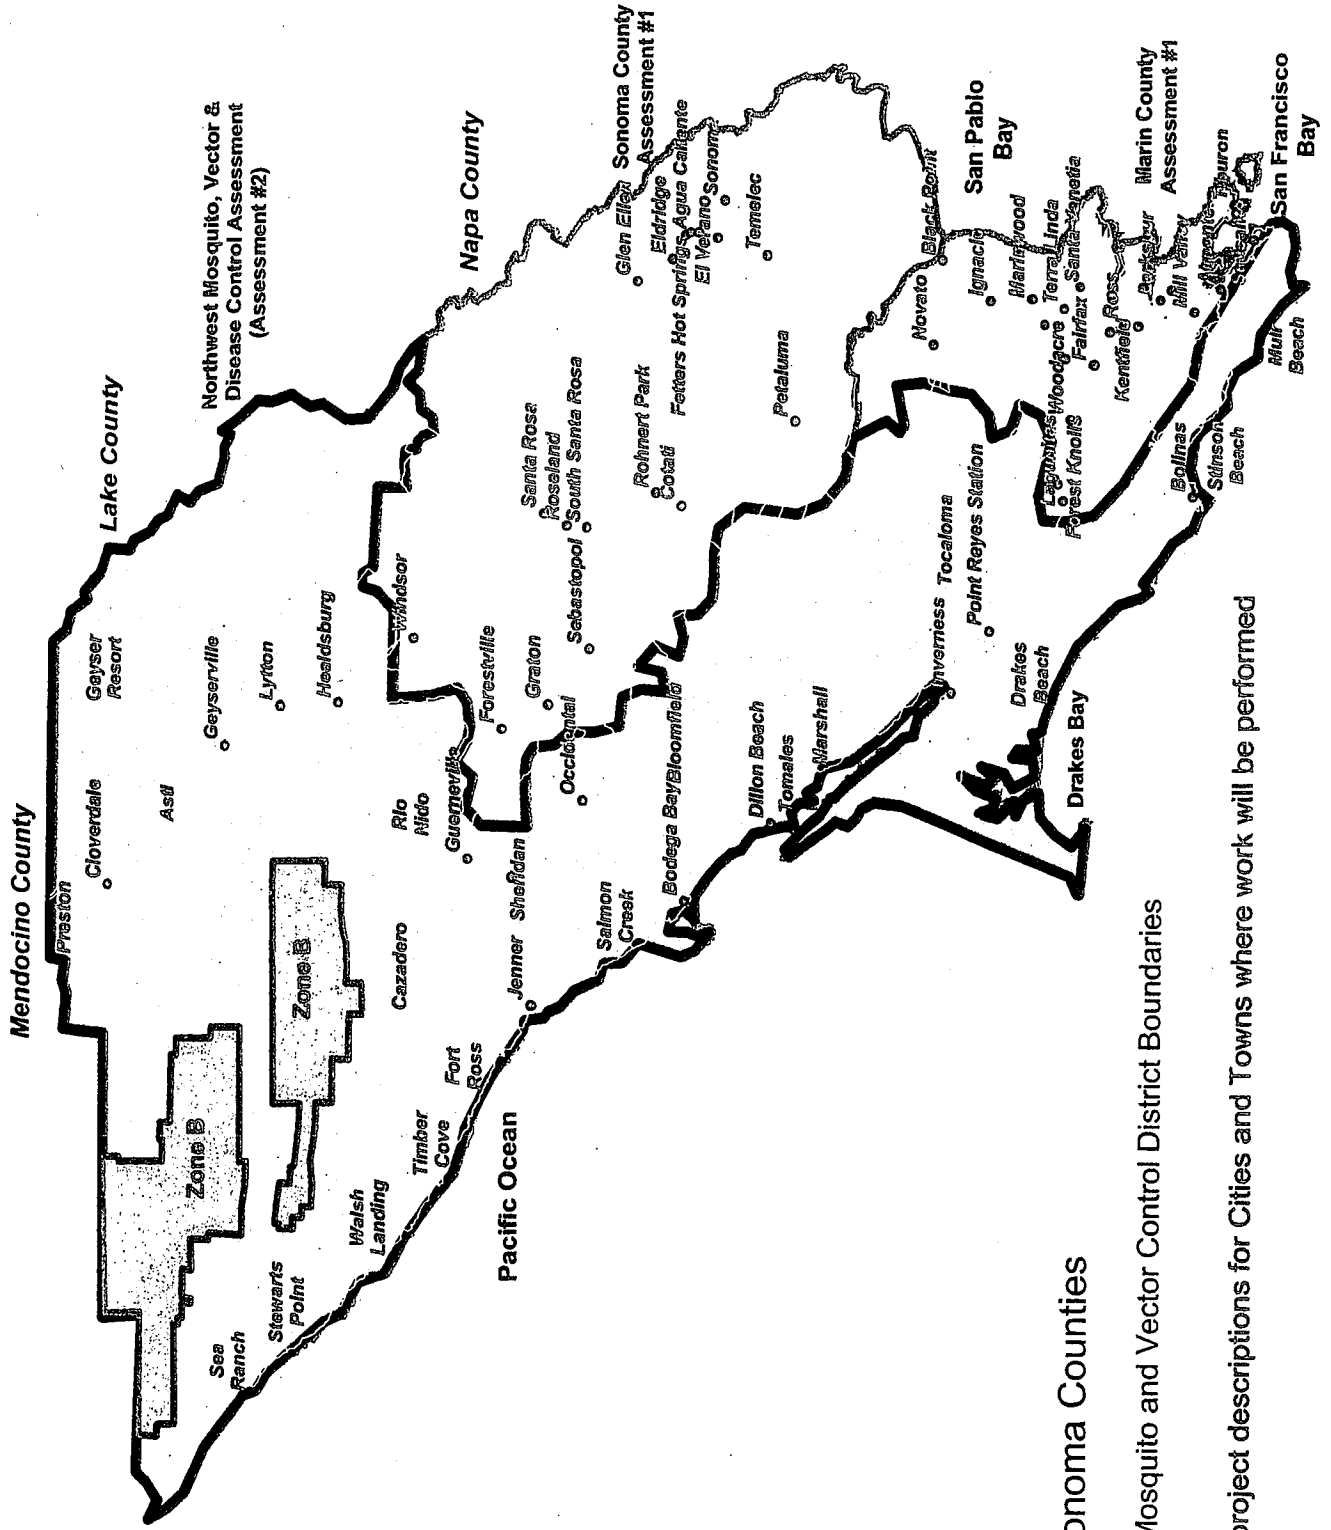 Mendocino County
Lake County
Northwest Mosquito, Vector &
Disease Control Assessment
(Assessment #2)
Napa County
Sonoma County
Assessment #1
San Pablo
Bay
Marin County
Assessment #1
San Francisco
Bay
Pacific Ocean
Drakes Bay
Zone B
Zone B
Preston
Cloverdale
Asti
Geyser
Resort
Geyserville
Lytton
Healdsburg
Windsor
Sea
Ranch
Stewarts
Point
Walsh
Landing
Timber
Cove
Fort
Ross
Cazadero
Rio
Nido
Guerneville
Jenner
Sheridan
Forestville
Graton
Occidental
Sebastopol
Santa Rosa
Roseland
South Santa Rosa
Rohnert Park
Cotati
Glen Ellen
Eldridge
Fetters Hot Springs
Agua Caliente
El Verano
Sonoma
Temelec
Petaluma
Salmon
Creek
Bodega Bay
Bloomfield
Dillon Beach
Tomales
Marshall
Inverness
Tocaloma
Point Reyes Station
Drakes
Beach
Black Point
Novato
Ignacio
Marinwood
Terra Linda
Santa Venetia
Woodacre
Fairfax
Ross
Kentfield
Lagunitas
Forest Knolls
Mill Valley
Bolinas
Stinson
Beach
Muir
Beach
onoma Counties
Mosquito and Vector Control District Boundaries
project descriptions for Cities and Towns where work will be performed